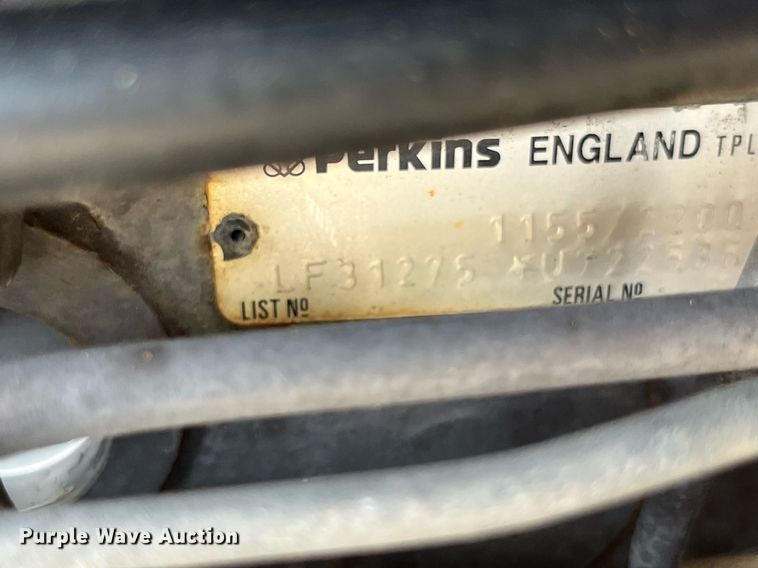 Perkins ENGLAND TPL
LF31275
LIST Nº SERIAL Nº
Purple Wave Auction